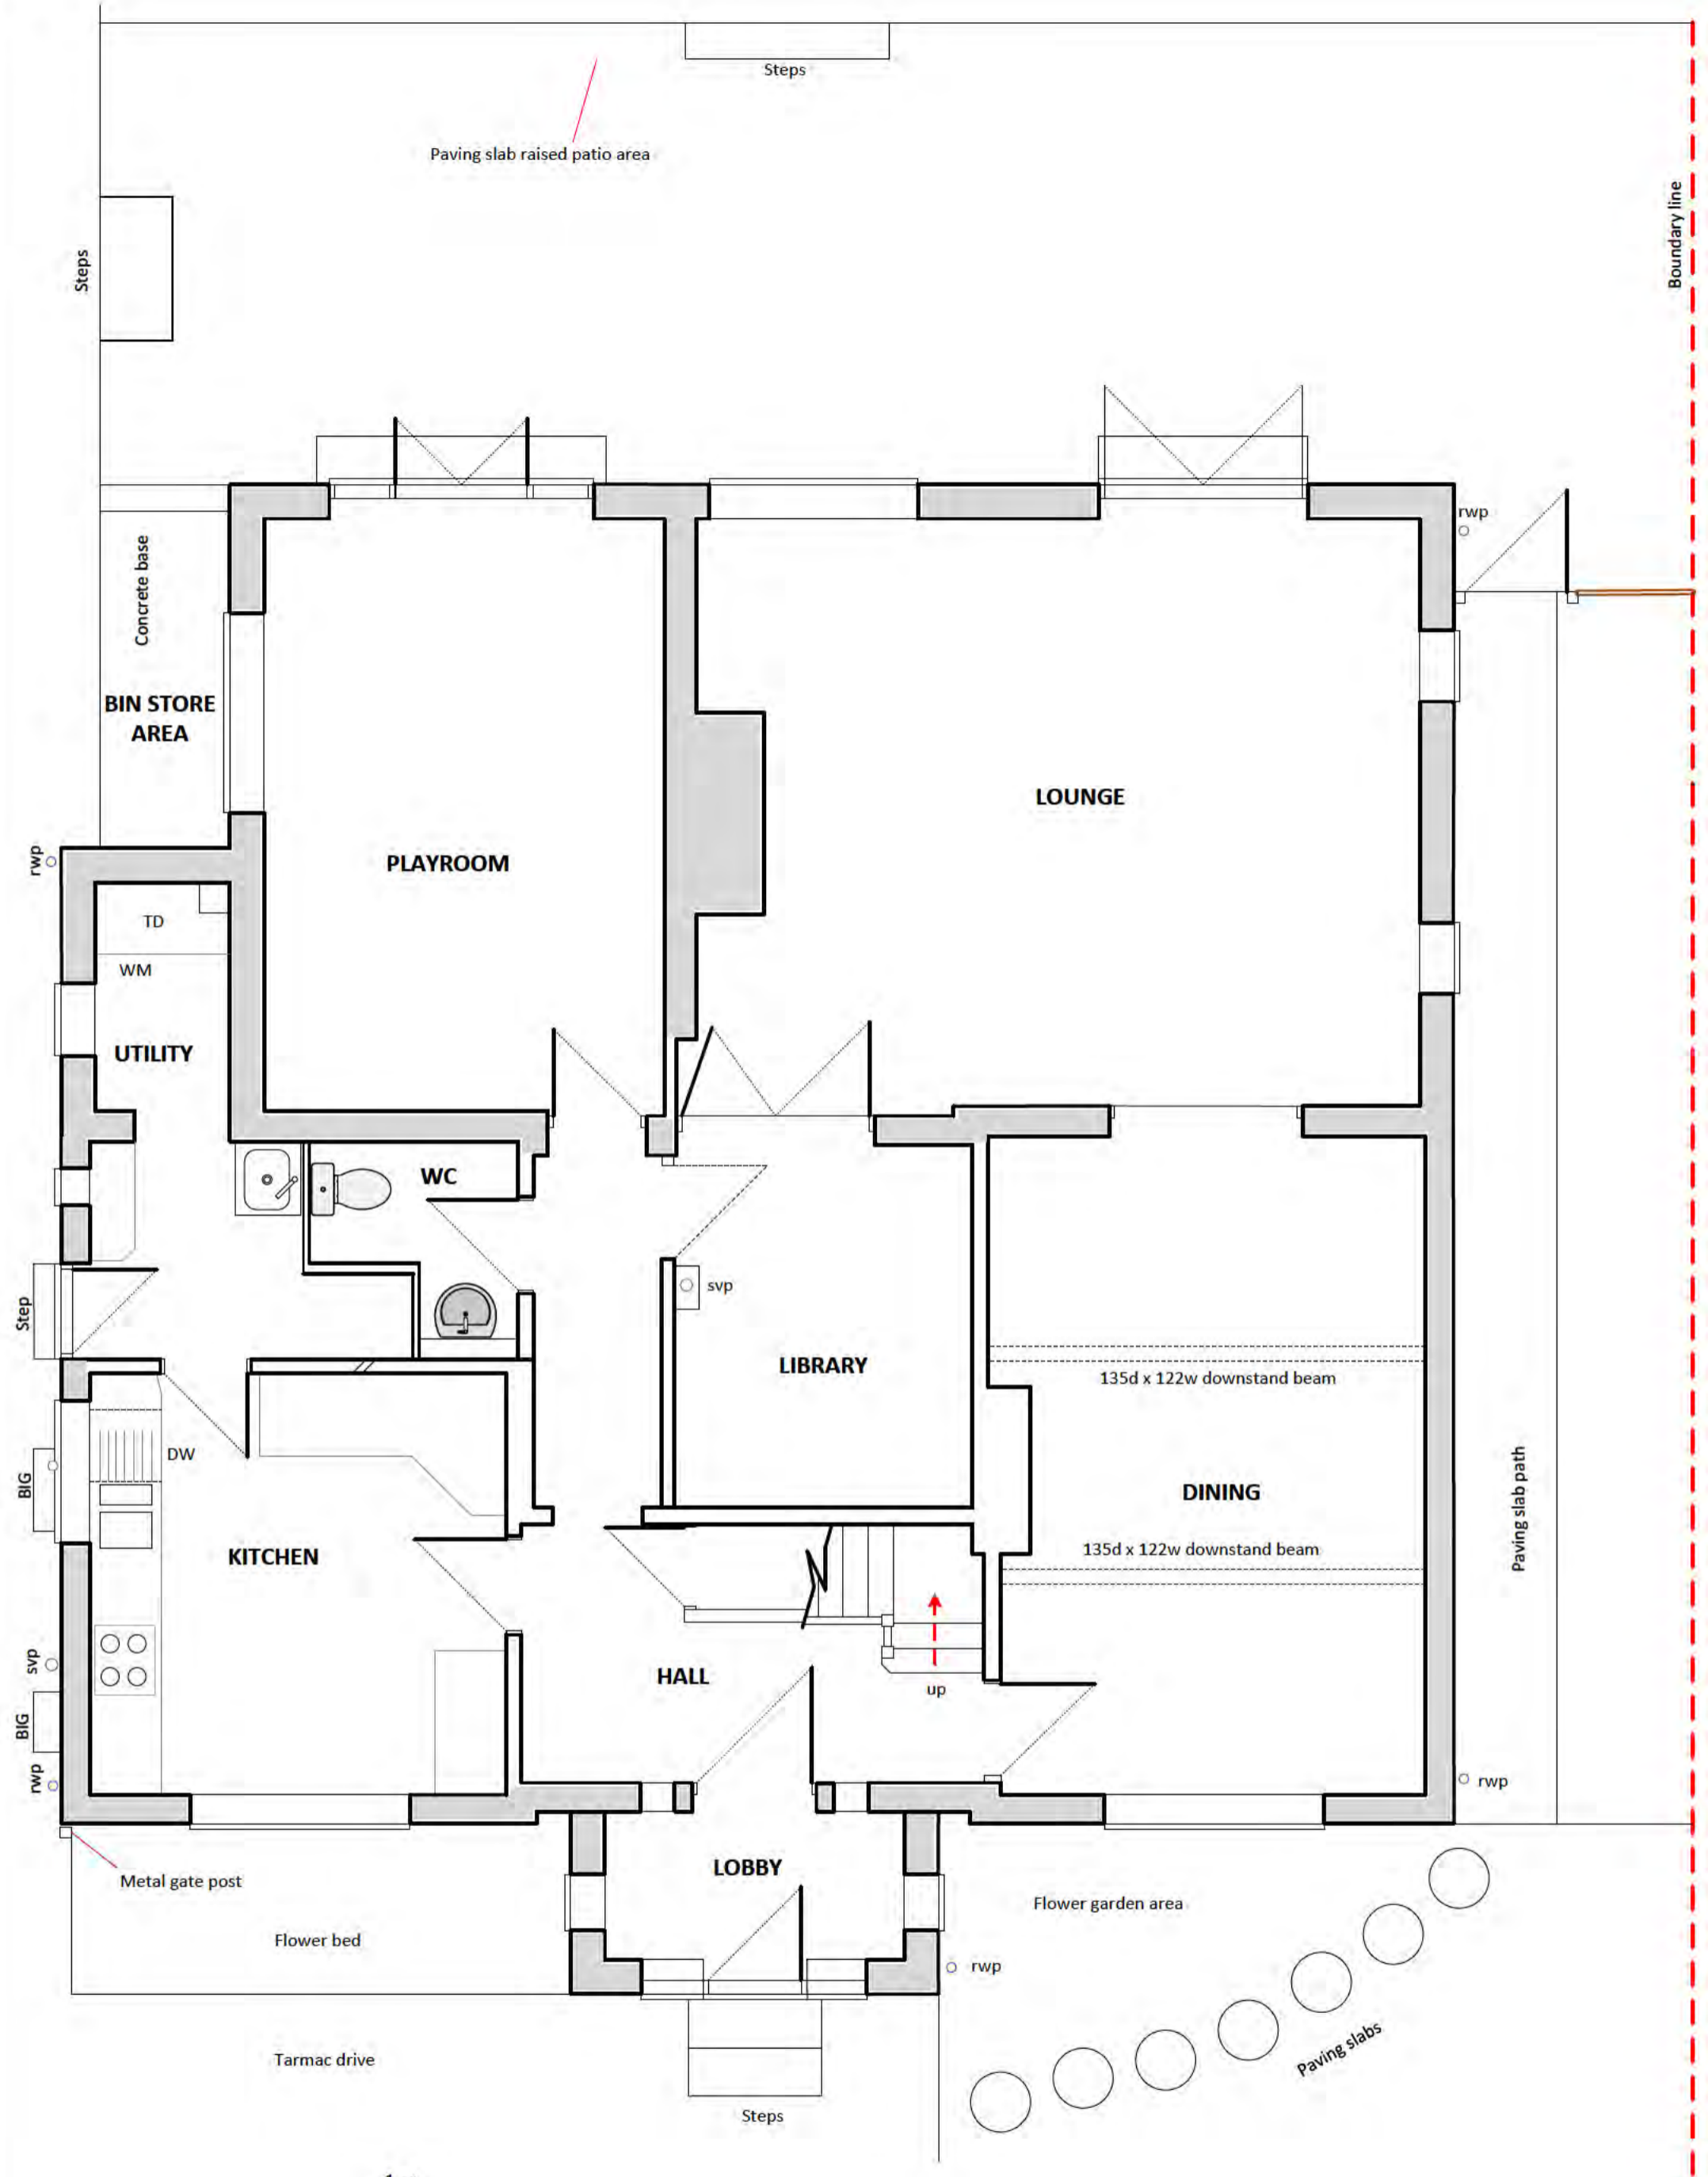 Steps
Paving slab raised patio area
Steps
Boundary line
rwp
Concrete base
BIN STORE
AREA
LOUNGE
PLAYROOM
rwp
TD
WM
UTILITY
WC
svp
Step
LIBRARY
135d x 122w downstand beam
DW
BIG
DINING
Paving slab path
135d x 122w downstand beam
KITCHEN
svp
HALL
up
BIG
rwp
rwp
LOBBY
Metal gate post
Flower garden area
Flower bed
rwp
Paving slabs
Tarmac drive
Steps